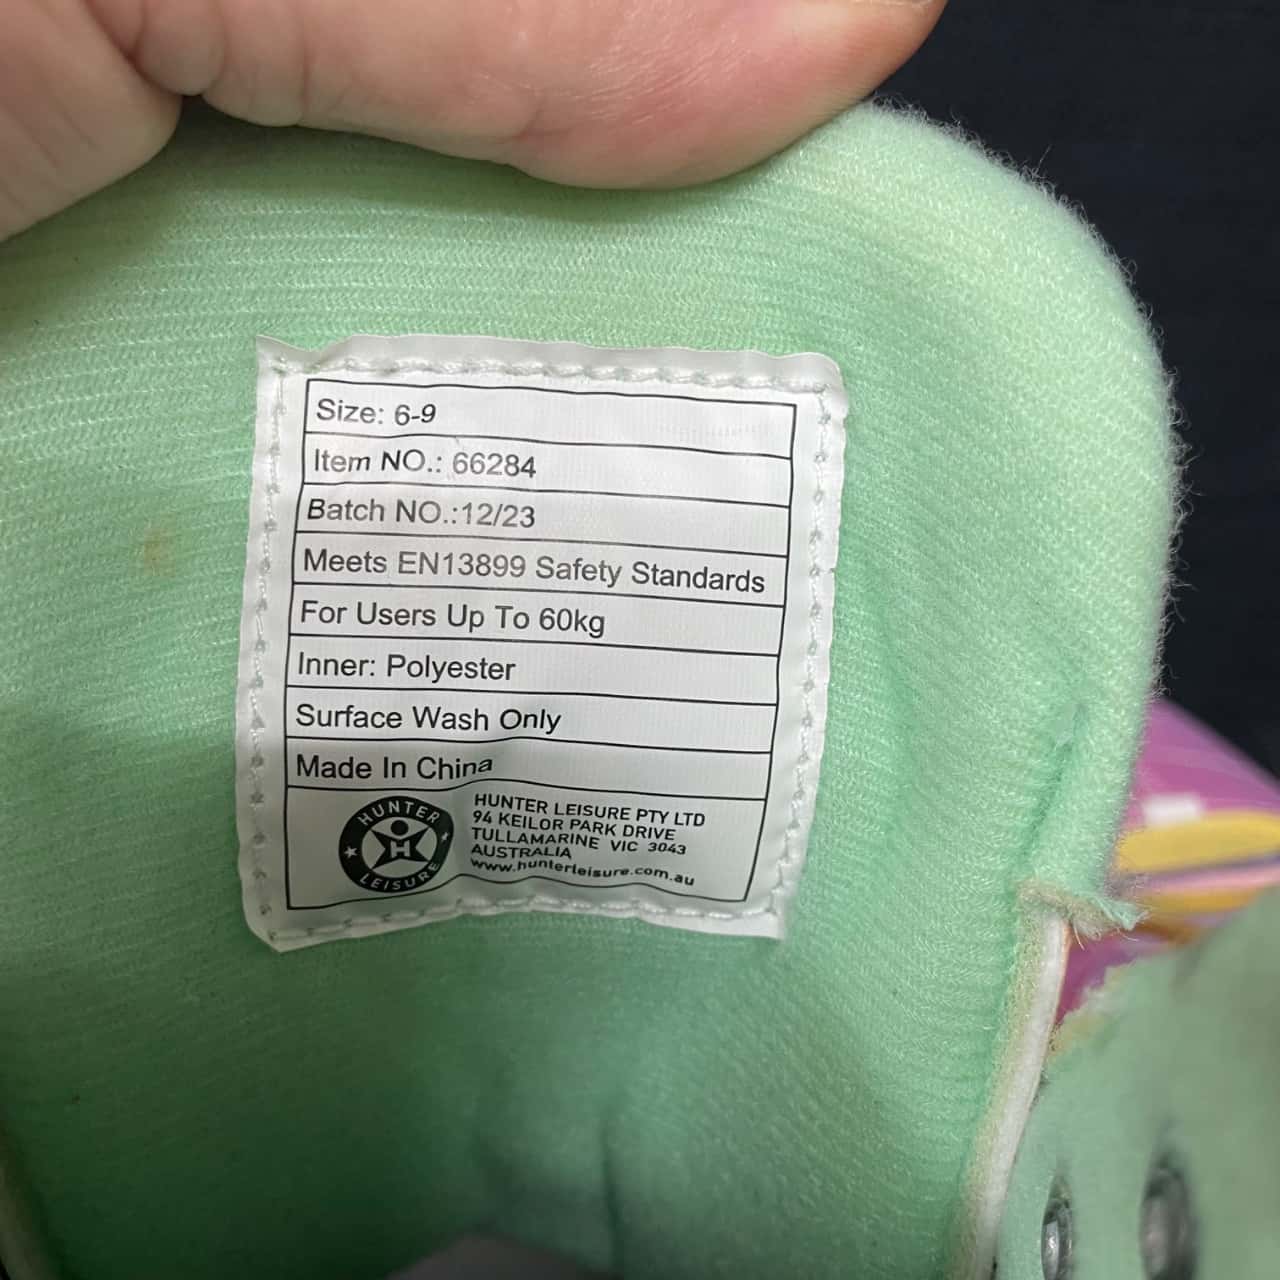 Size: 6-9
Item NO.: 66284
Batch NO.:12/23
Meets EN13899 Safety Standards
For Users Up To 60kg
Inner: Polyester
Surface Wash Only
Made In China
HUNTER
H
LEISURE
HUNTER LEISURE PTY LTD
94 KEILOR PARK DRIVE
TULLAMARINE VIC 3043
AUSTRALIA
www.hunterleisure.com.au